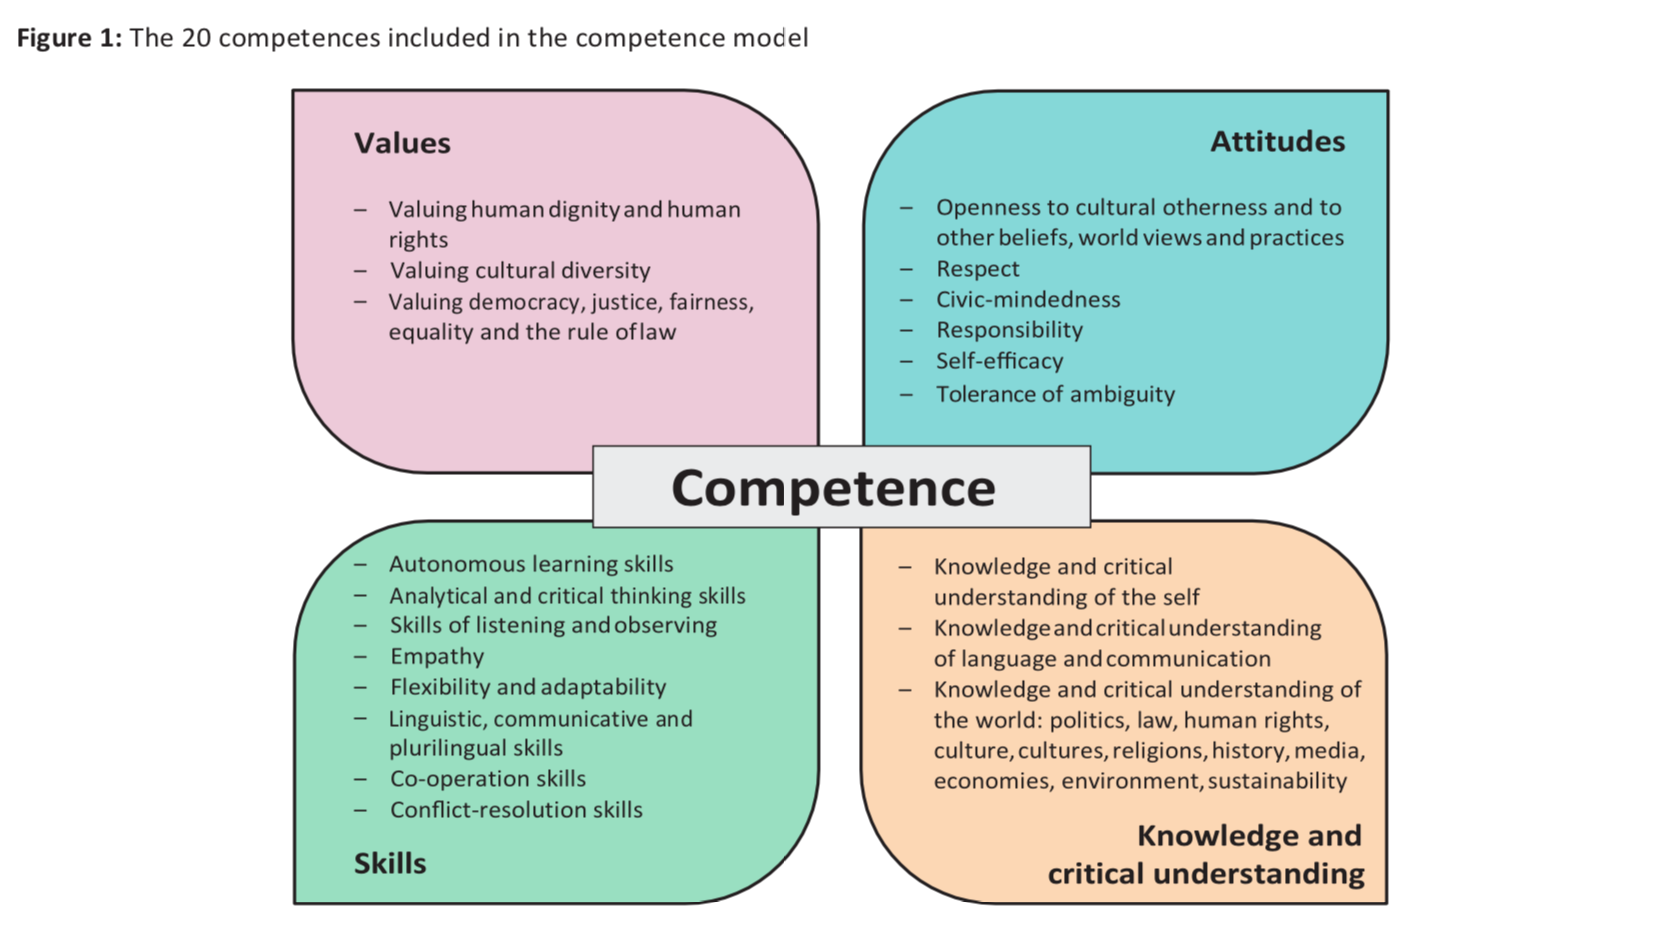 Figure 1: The 20 competences included in the competence model
Values
– Valuing human dignity and human
rights
– Valuing cultural diversity
– Valuing democracy, justice, fairness,
equality and the rule of law
Attitudes
– Openness to cultural otherness and to
other beliefs, world views and practices
– Respect
– Civic-mindedness
– Responsibility
– Self-efficacy
– Tolerance of ambiguity
Competence
– Autonomous learning skills
– Analytical and critical thinking skills
– Skills of listening and observing
– Empathy
– Flexibility and adaptability
– Linguistic, communicative and
plurilingual skills
– Co-operation skills
– Conflict-resolution skills
Skills
– Knowledge and critical
understanding of the self
– Knowledge and critical understanding
of language and communication
– Knowledge and critical understanding of
the world: politics, law, human rights,
culture, cultures, religions, history, media,
economies, environment, sustainability
Knowledge and
critical understanding